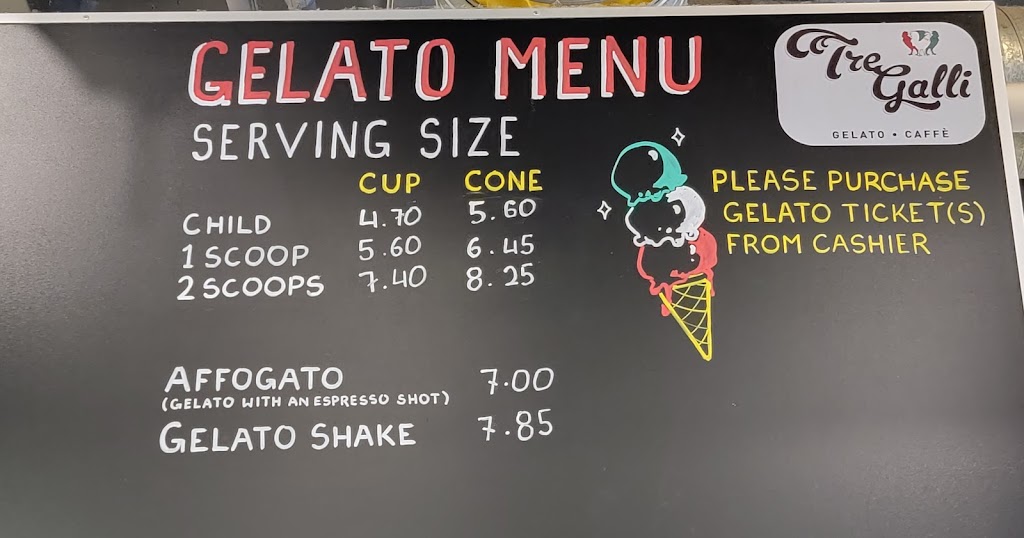 GELATO MENU
SERVING SIZE
CUP CONE
CHILD 4.70 5.60
1 SCOOP 5.60 6.45
2 SCOOPS 7.40 8.25
AFFOGATO 7.00
(GELATO WITH AN ESPRESSO SHOT)
GELATO SHAKE 7.85
Tre
Galli
GELATO • CAFFÈ
PLEASE PURCHASE
GELATO TICKET(S)
FROM CASHIER